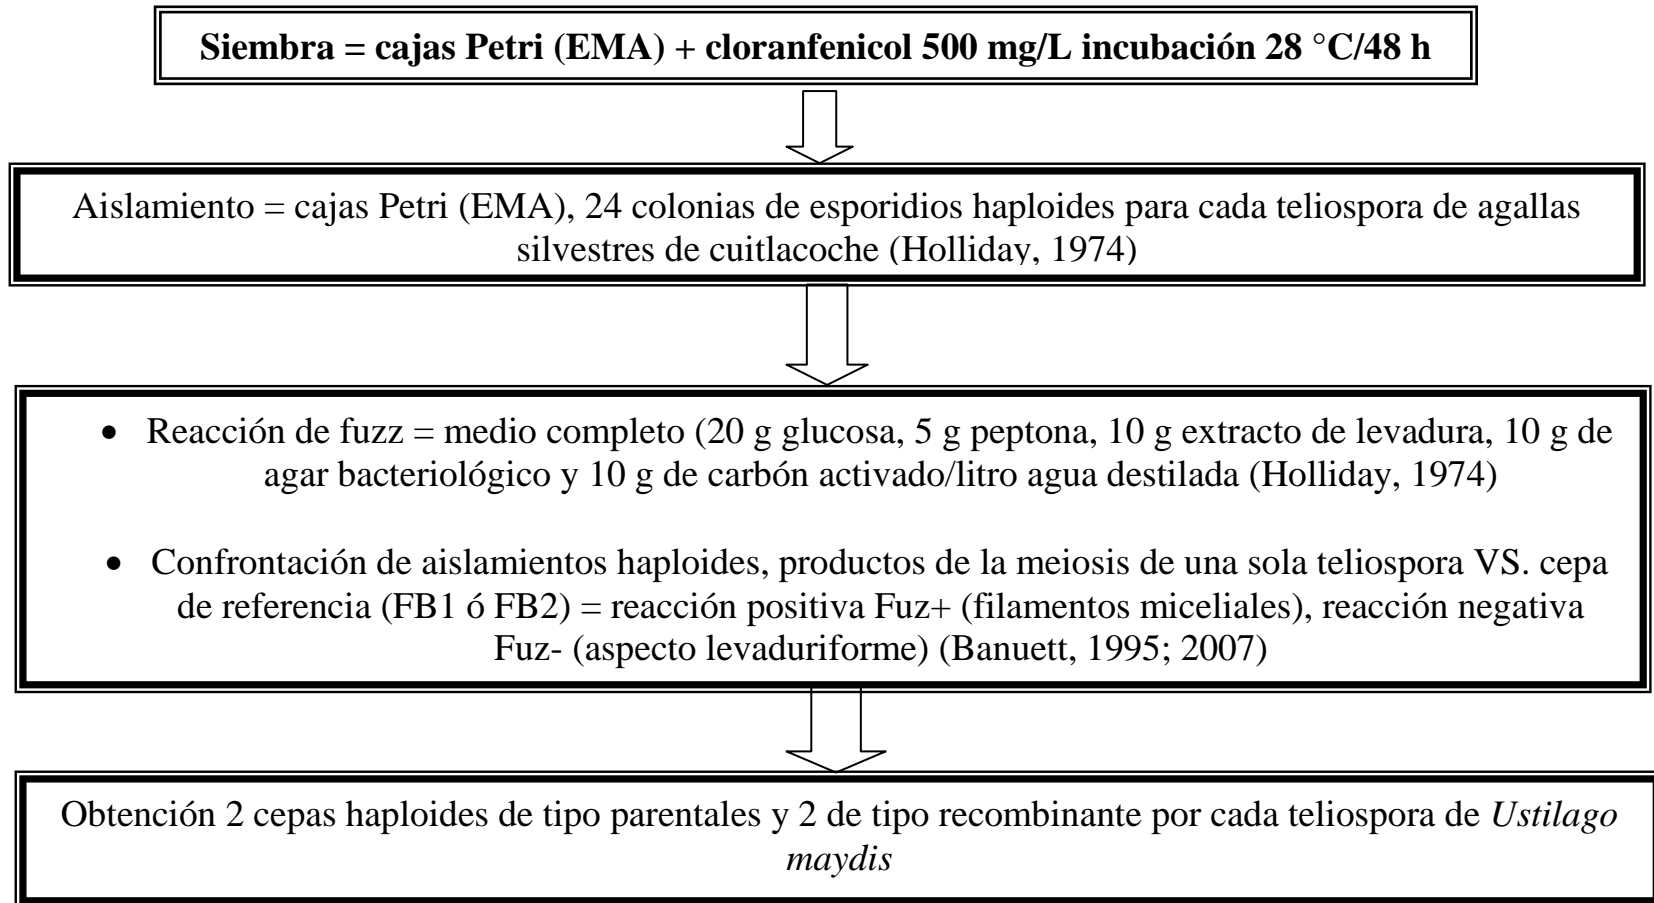 Siembra = cajas Petri (EMA) + cloranfenicol 500 mg/L incubación 28 °C/48 h
Aislamiento = cajas Petri (EMA), 24 colonias de esporidios haploides para cada teliospora de agallas
silvestres de cuitlacoche (Holliday, 1974)
• Reacción de fuzz = medio completo (20 g glucosa, 5 g peptona, 10 g extracto de levadura, 10 g de
agar bacteriológico y 10 g de carbón activado/litro agua destilada (Holliday, 1974)
• Confrontación de aislamientos haploides, productos de la meiosis de una sola teliospora VS. cepa
de referencia (FB1 ó FB2) = reacción positiva Fuz+ (filamentos miceliales), reacción negativa
Fuz- (aspecto levaduriforme) (Banuett, 1995; 2007)
Obtención 2 cepas haploides de tipo parentales y 2 de tipo recombinante por cada teliospora de Ustilago
maydis